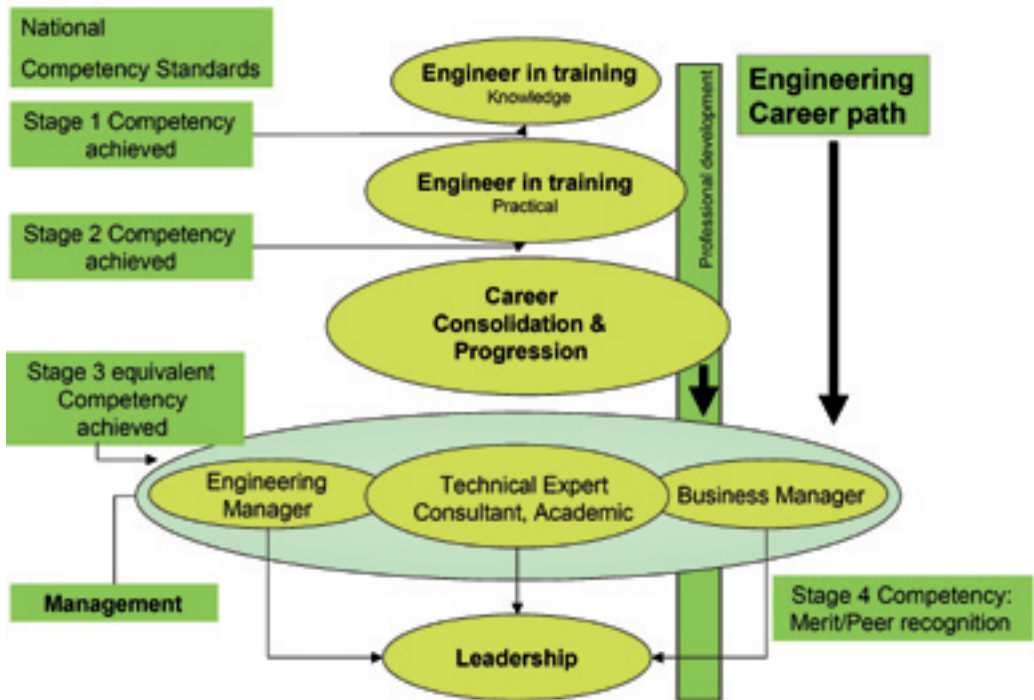 National
Competency Standards
Engineer in training
Knowledge
Engineering
Career path
Stage 1 Competency
achieved
Engineer in training
Practical
Professional development
Stage 2 Competency
achieved
Career
Consolidation &
Progression
Stage 3 equivalent
Competency
achieved
Engineering
Manager
Technical Expert
Consultant, Academic
Business Manager
Management
Stage 4 Competency:
Merit/Peer recognition
Leadership